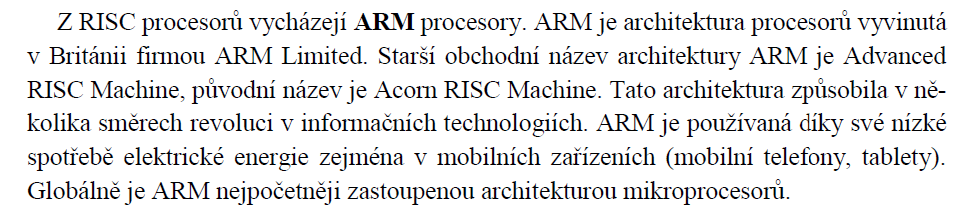 Z RISC procesorů vycházejí ARM procesory. ARM je architektura procesorů vyvinutá
v Británii firmou ARM Limited. Starší obchodní název architektury ARM je Advanced
RISC Machine, původní název je Acorn RISC Machine. Tato architektura způsobila v ně-
kolika směrech revoluci v informačních technologiích. ARM je používaná díky své nízké
spotřebě elektrické energie zejména v mobilních zařízeních (mobilní telefony, tablety).
Globálně je ARM nejpočetněji zastoupenou architekturou mikroprocesorů.